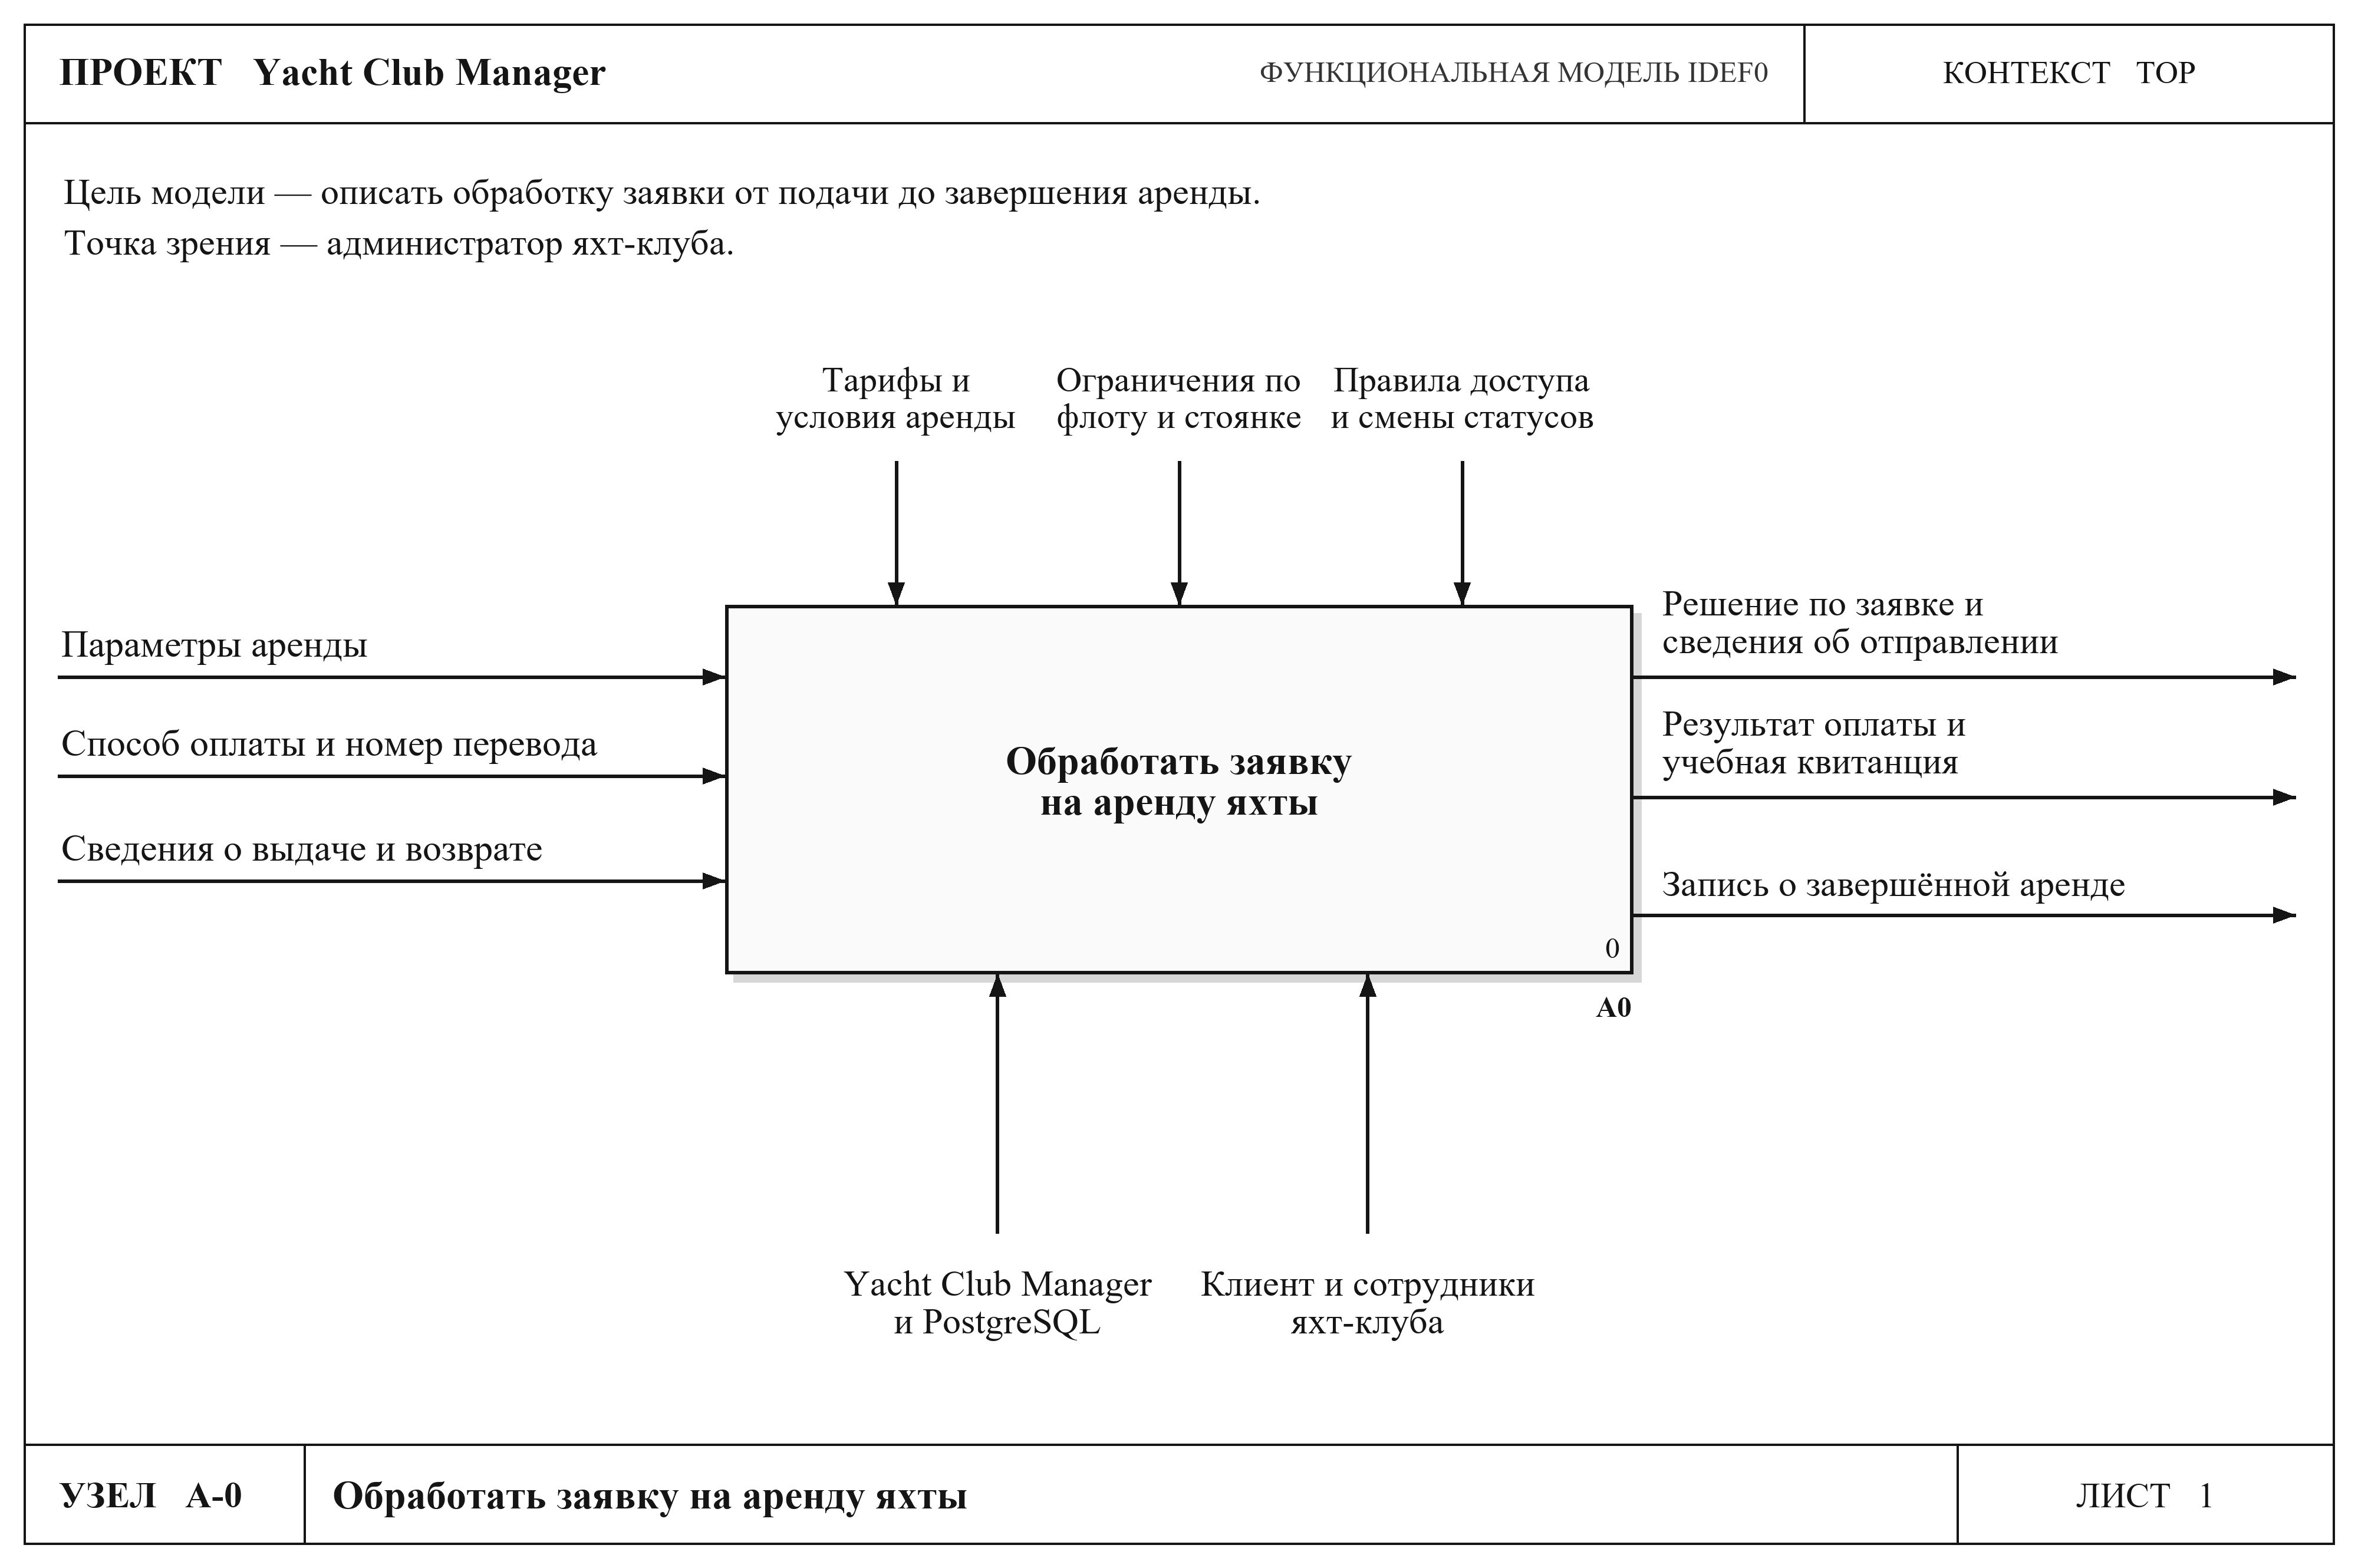 ПРОЕКТ Yacht Club Manager
ФУНКЦИОНАЛЬНАЯ МОДЕЛЬ IDEF0
КОНТЕКСТ TOP
Цель модели — описать обработку заявки от подачи до завершения аренды.
Точка зрения — администратор яхт-клуба.
Тарифы и
условия аренды
Ограничения по
флоту и стоянке
Правила доступа
и смены статусов
Параметры аренды
Способ оплаты и номер перевода
Сведения о выдаче и возврате
Обработать заявку
на аренду яхты
0
A0
Решение по заявке и
сведения об отправлении
Результат оплаты и
учебная квитанция
Запись о завершённой аренде
Yacht Club Manager
и PostgreSQL
Клиент и сотрудники
яхт-клуба
УЗЕЛ A-0
Обработать заявку на аренду яхты
ЛИСТ 1